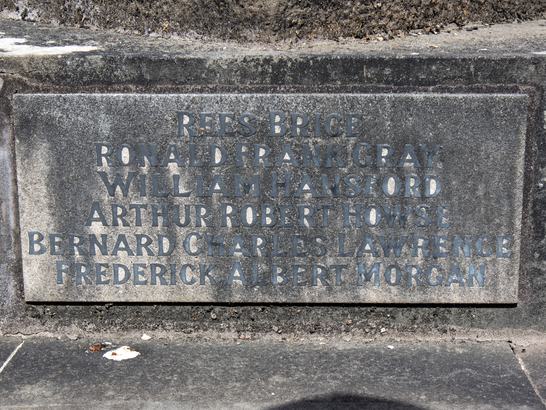 REES BRICE
RONALD FRANK GRAY
WILLIAM HANSFORD
ARTHUR ROBERT HOWSE
BERNARD CHARLES LAWRENCE
FREDERICK ALBERT MORGAN